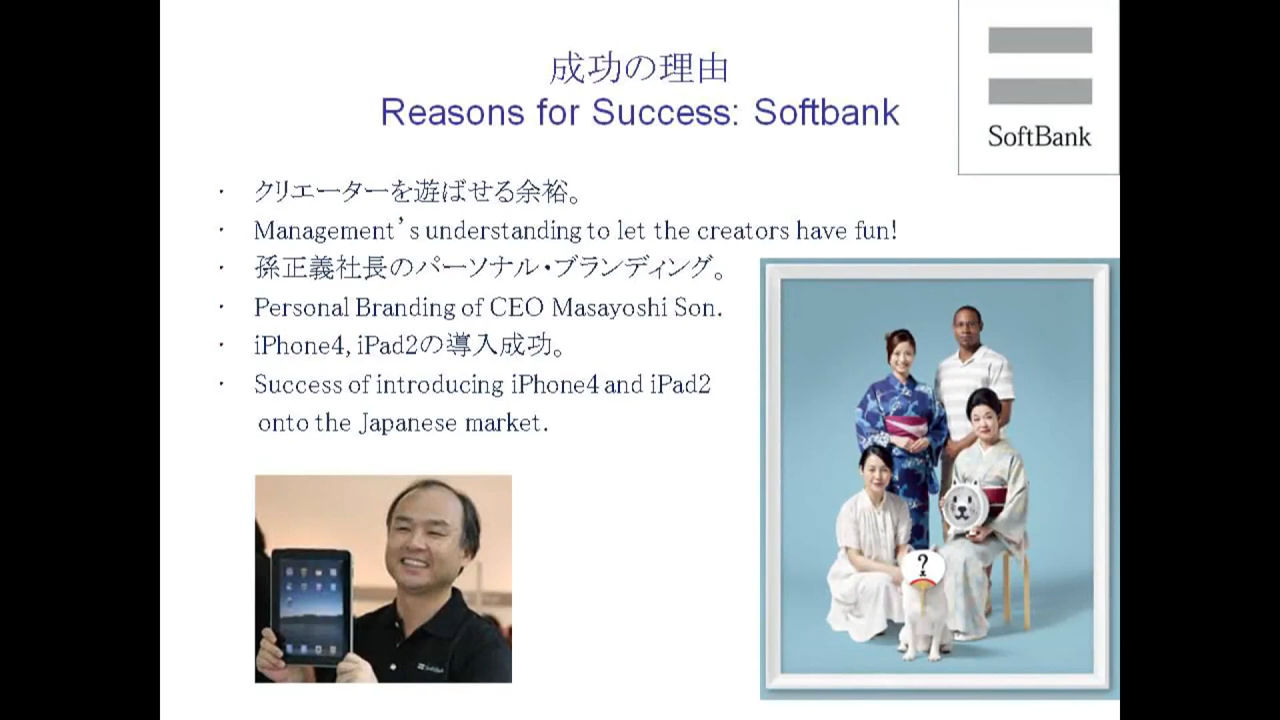 成功の理由
Reasons for Success: Softbank
SoftBank
・ クリエーターを遊ばせる余裕。
・ Management’s understanding to let the creators have fun!
・ 孫正義社長のパーソナル・ブランディング。
・ Personal Branding of CEO Masayoshi Son.
・ iPhone4, iPad2の導入成功。
・ Success of introducing iPhone4 and iPad2
onto the Japanese market.
SoftBank
?